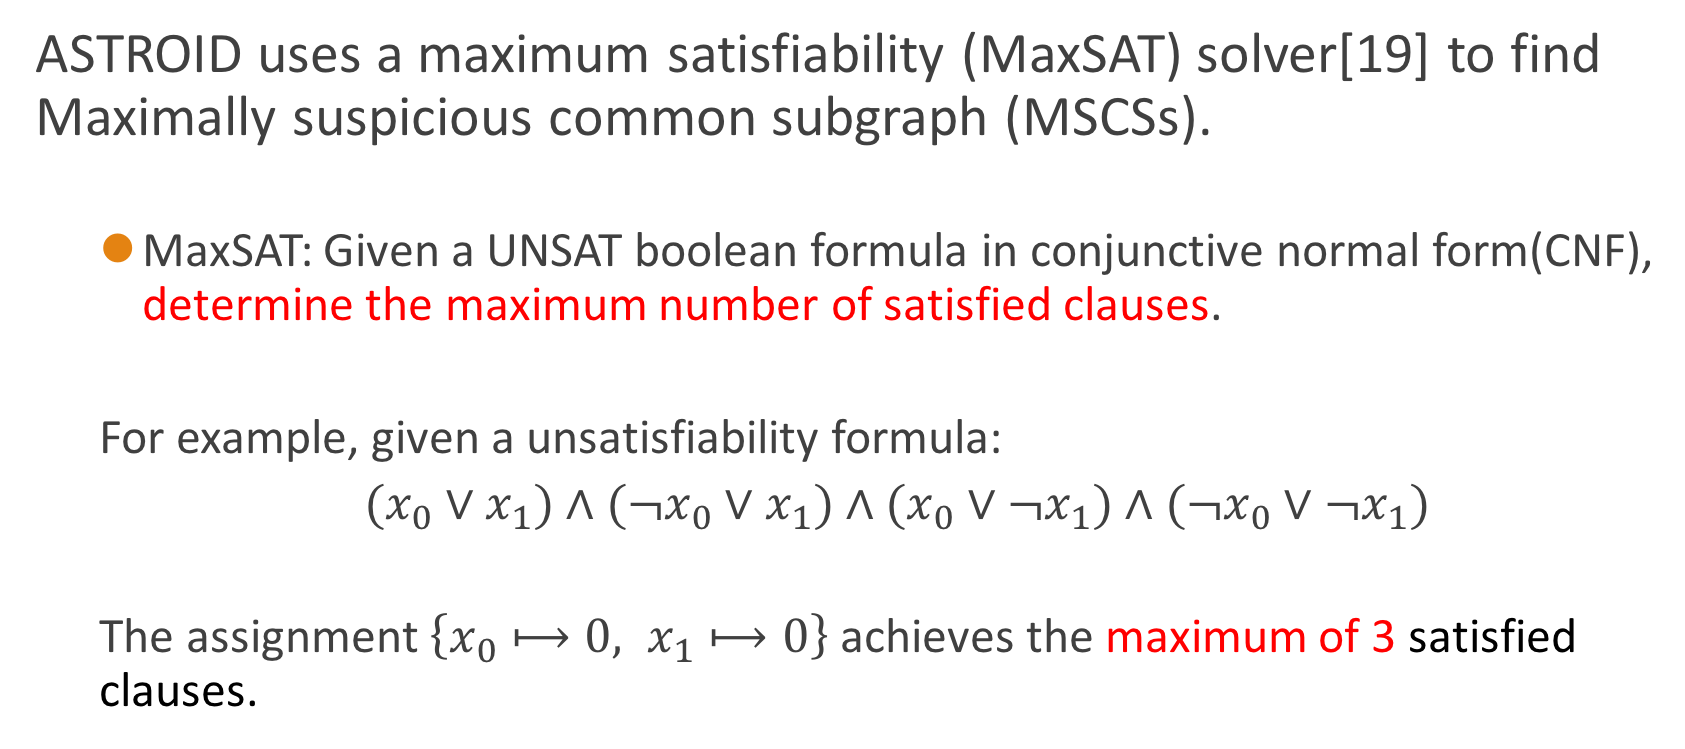 ASTROID uses a maximum satisfiability (MaxSAT) solver[19] to find
Maximally suspicious common subgraph (MSCSs).
MaxSAT: Given a UNSAT boolean formula in conjunctive normal form(CNF),
determine the maximum number of satisfied clauses.
For example, given a unsatisfiability formula:
(x₀ ∨ x₁) ∧ (¬x₀ ∨ x₁) ∧ (x₀ ∨ ¬x₁) ∧ (¬x₀ ∨ ¬x₁)
The assignment {x₀ ⟼ 0, x₁ ⟼ 0} achieves the maximum of 3 satisfied
clauses.